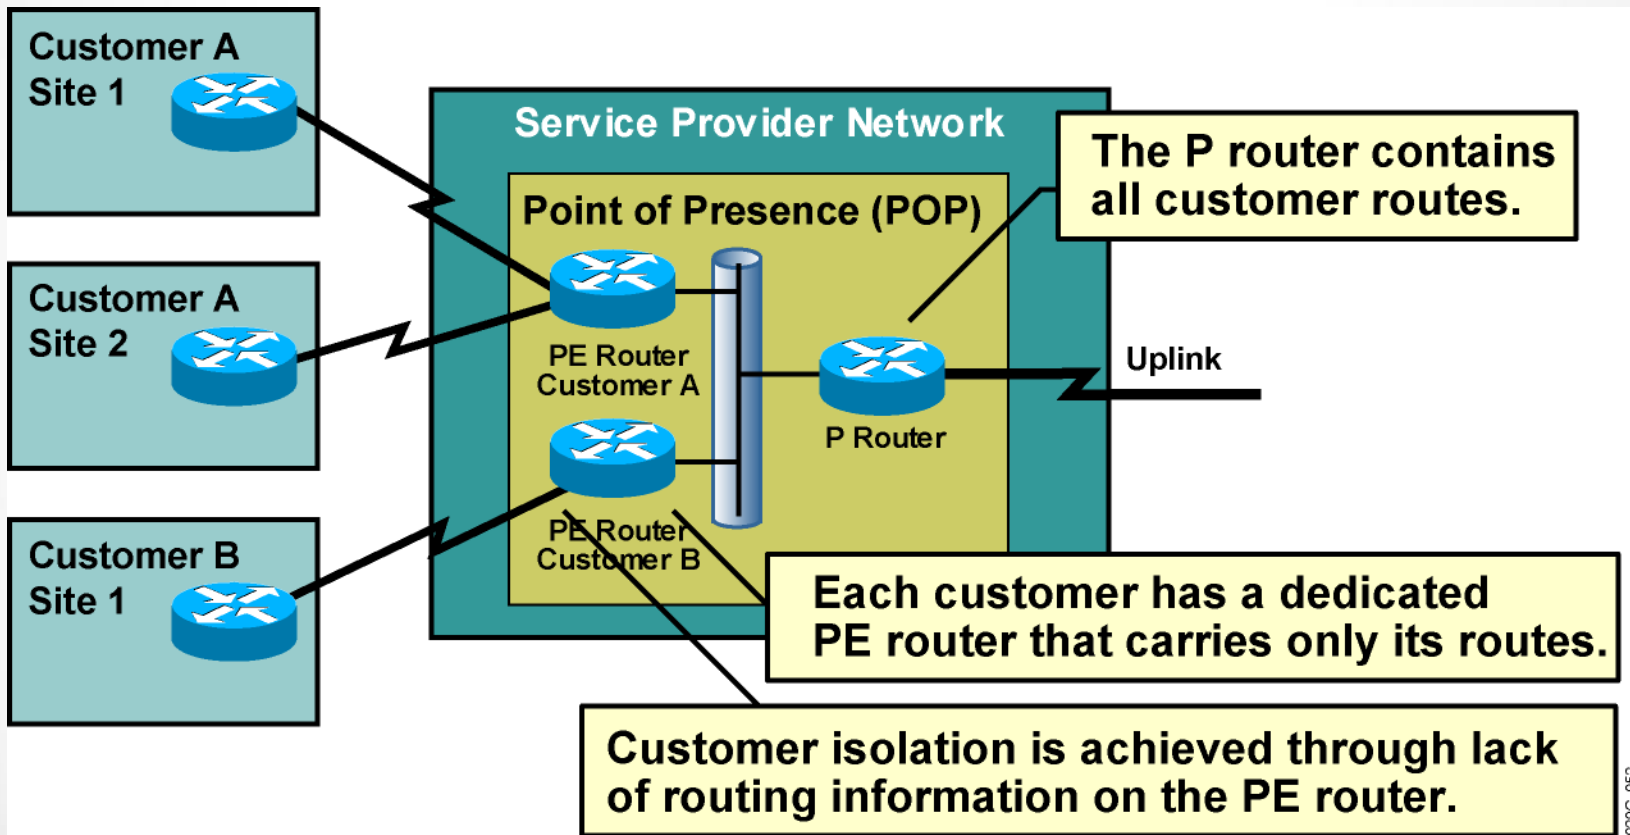 Customer A
Site 1
Service Provider Network
The P router contains
all customer routes.
Point of Presence (POP)
Customer A
Site 2
PE Router
Customer A
Uplink
P Router
Customer B
Site 1
PE Router
Customer B
Each customer has a dedicated
PE router that carries only its routes.
Customer isolation is achieved through lack
of routing information on the PE router.